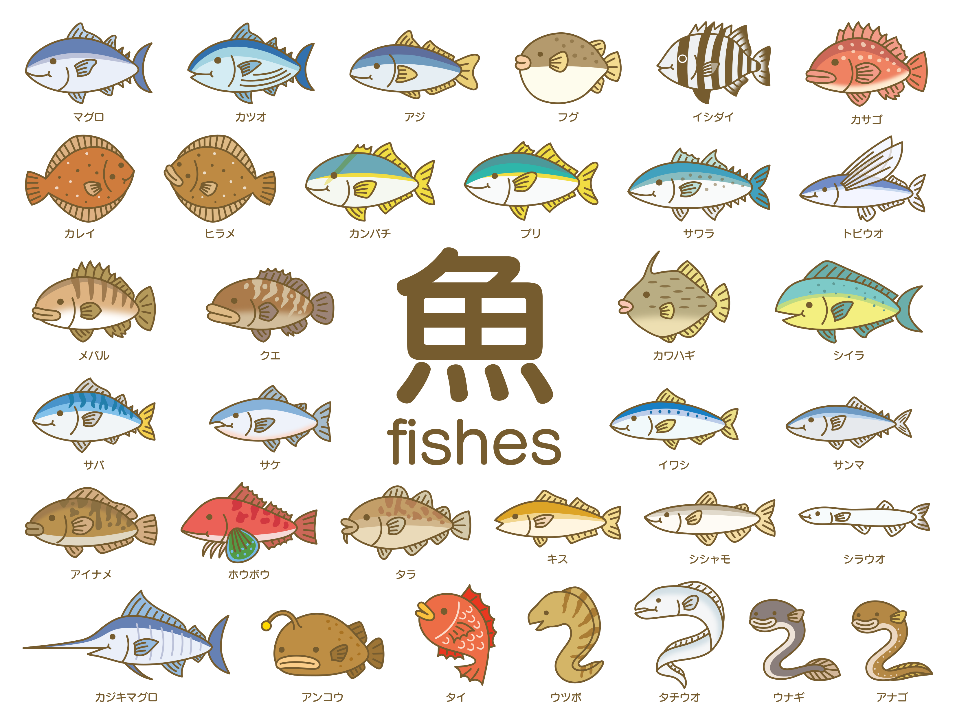 マグロ
カツオ
アジ
フグ
イシダイ
カサゴ
カレイ
ヒラメ
カンパチ
ブリ
サワラ
トビウオ
魚
fishes
メバル
クエ
カワハギ
シイラ
サバ
サケ
イワシ
サンマ
アイナメ
ホウボウ
タラ
キス
シシャモ
シラウオ
カジキマグロ
アンコウ
タイ
ウツボ
タチウオ
ウナギ
アナゴ